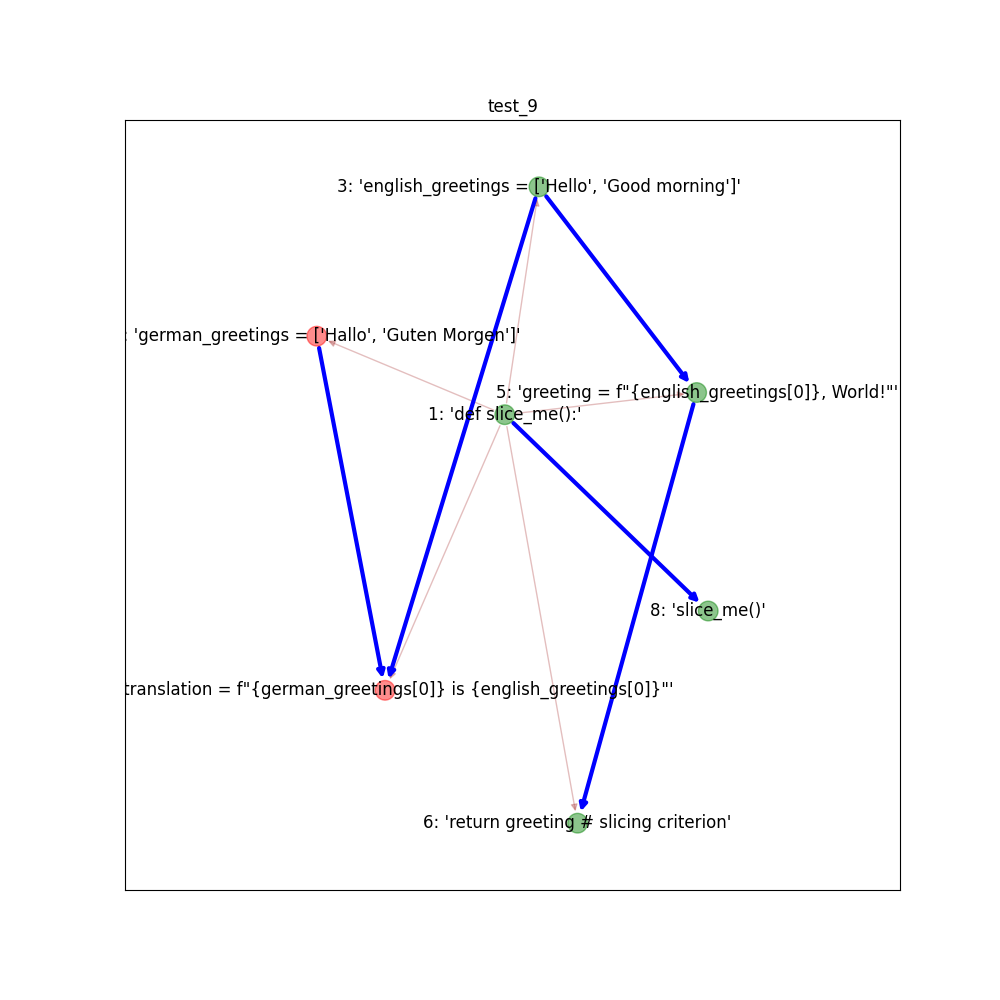 test_9
3: 'english_greetings = ['Hello', 'Good morning']'
: 'german_greetings = ['Hallo', 'Guten Morgen']'
5: 'greeting = f"{english_greetings[0]}, World!"'
1: 'def slice_me():'
8: 'slice_me()'
translation = f"{german_greetings[0]} is {english_greetings[0]}"'
6: 'return greeting # slicing criterion'